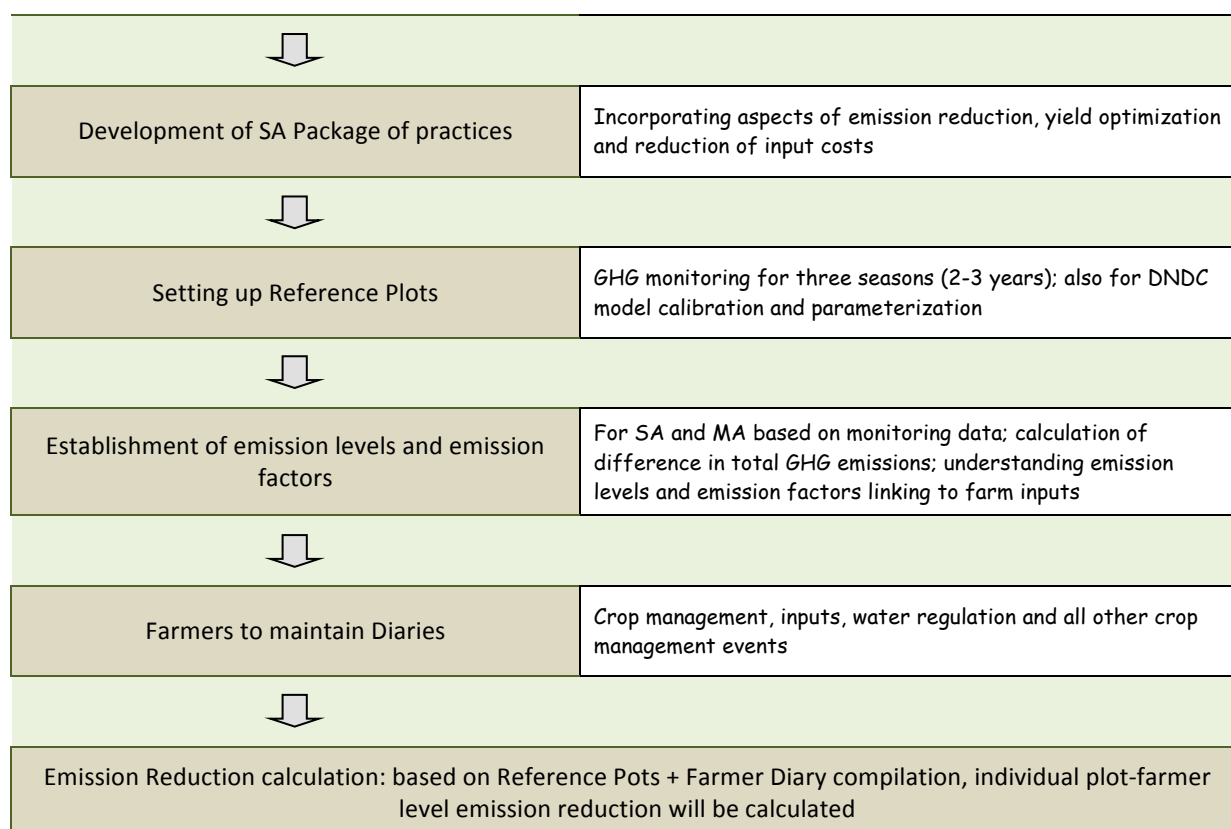 Development of SA Package of practices
Incorporating aspects of emission reduction, yield optimization
and reduction of input costs
Setting up Reference Plots
GHG monitoring for three seasons (2-3 years); also for DNDC
model calibration and parameterization
Establishment of emission levels and emission
factors
For SA and MA based on monitoring data; calculation of
difference in total GHG emissions; understanding emission
levels and emission factors linking to farm inputs
Farmers to maintain Diaries
Crop management, inputs, water regulation and all other crop
management events
Emission Reduction calculation: based on Reference Pots + Farmer Diary compilation, individual plot-farmer
level emission reduction will be calculated